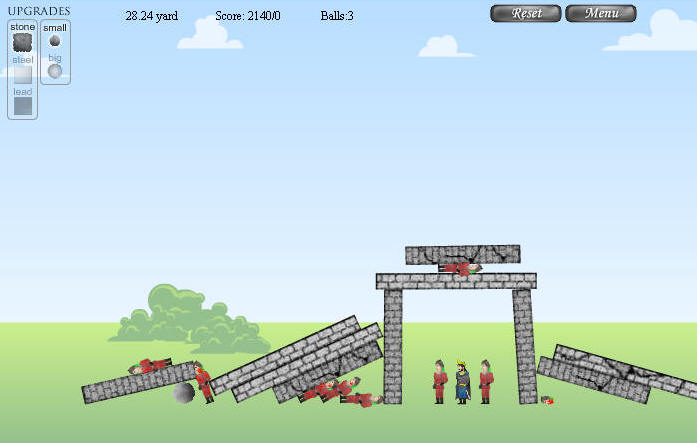 UPGRADES
28.24 yard Score: 2140/0 Balls:3 Reset Menu
stone small
steel big
lead